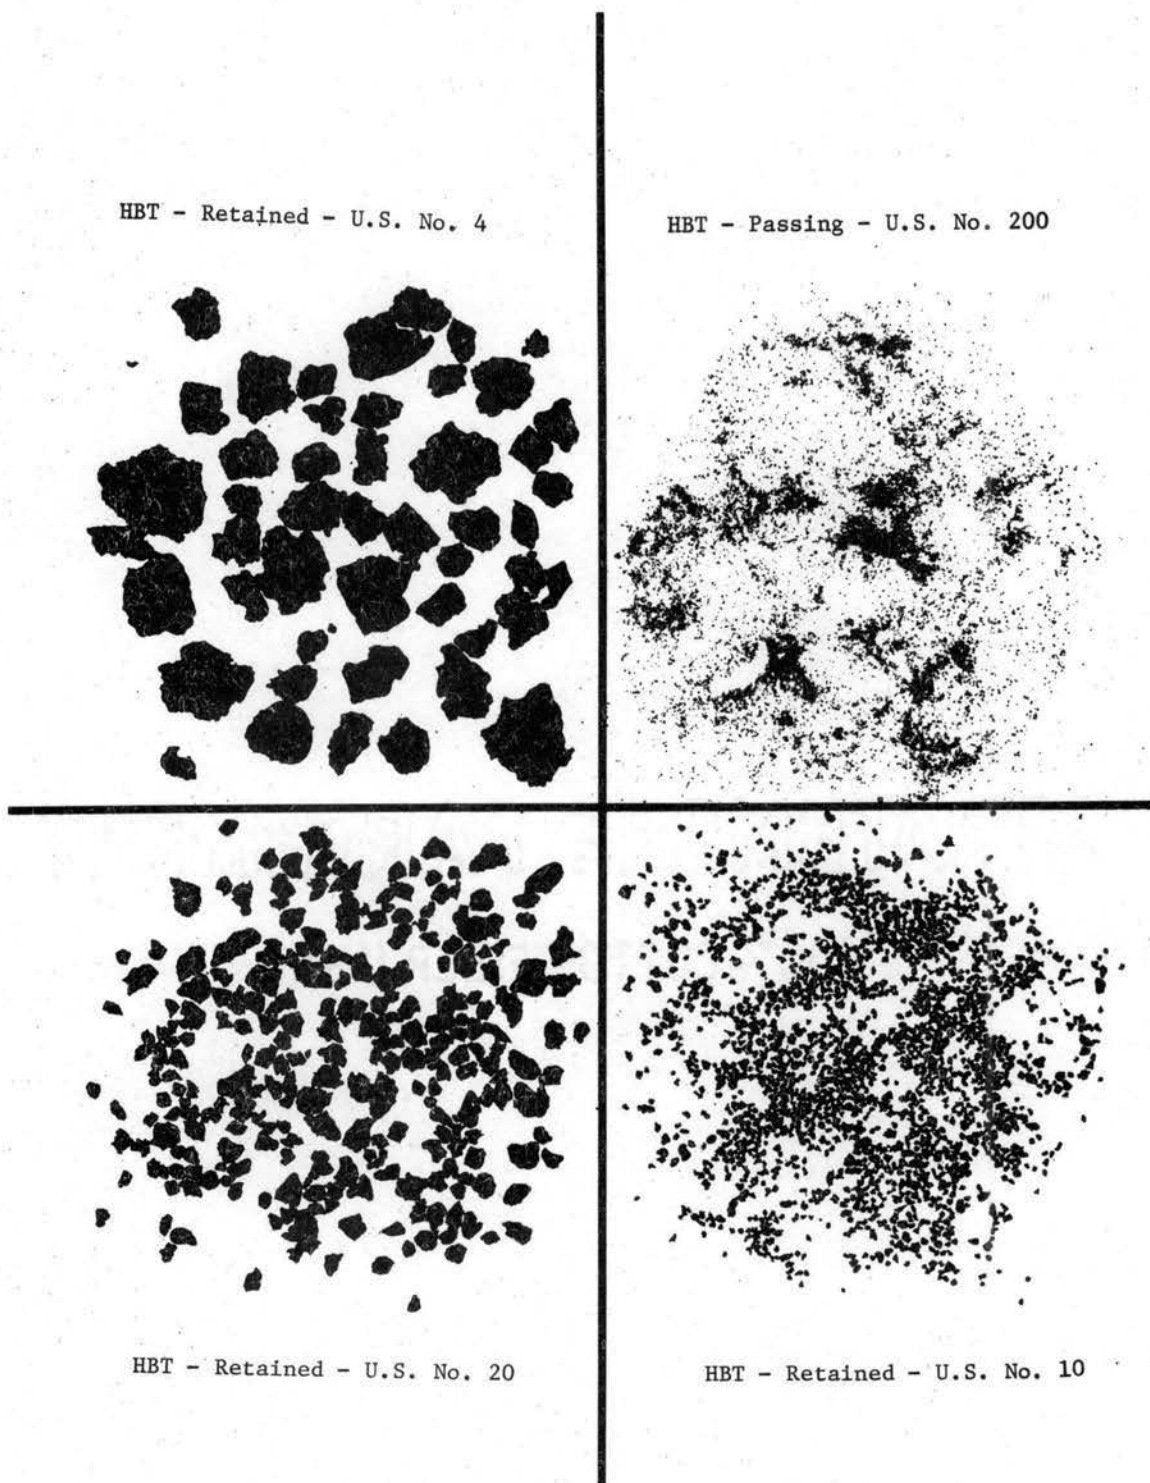 HBT - Retained - U.S. No. 4
HBT - Passing - U.S. No. 200
HBT - Retained - U.S. No. 20
HBT - Retained - U.S. No. 10